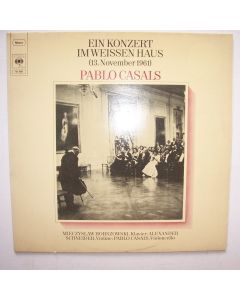 EIN KONZERT
IM WEISSEN HAUS
(13. November 1961)
PABLO CASALS
MIECZYSLAW HORSZOWSKI, Klavier; ALEXANDER
SCHNEIDER, Violine; PABLO CASALS, Violoncello
CBS